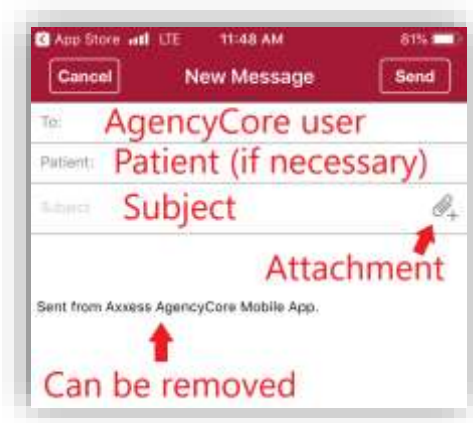 App Store LTE 11:48 AM 81%
Cancel New Message Send
To: AgencyCore user
Patient: Patient (if necessary)
Subject Subject
Attachment
Sent from Axxess AgencyCore Mobile App.
Can be removed